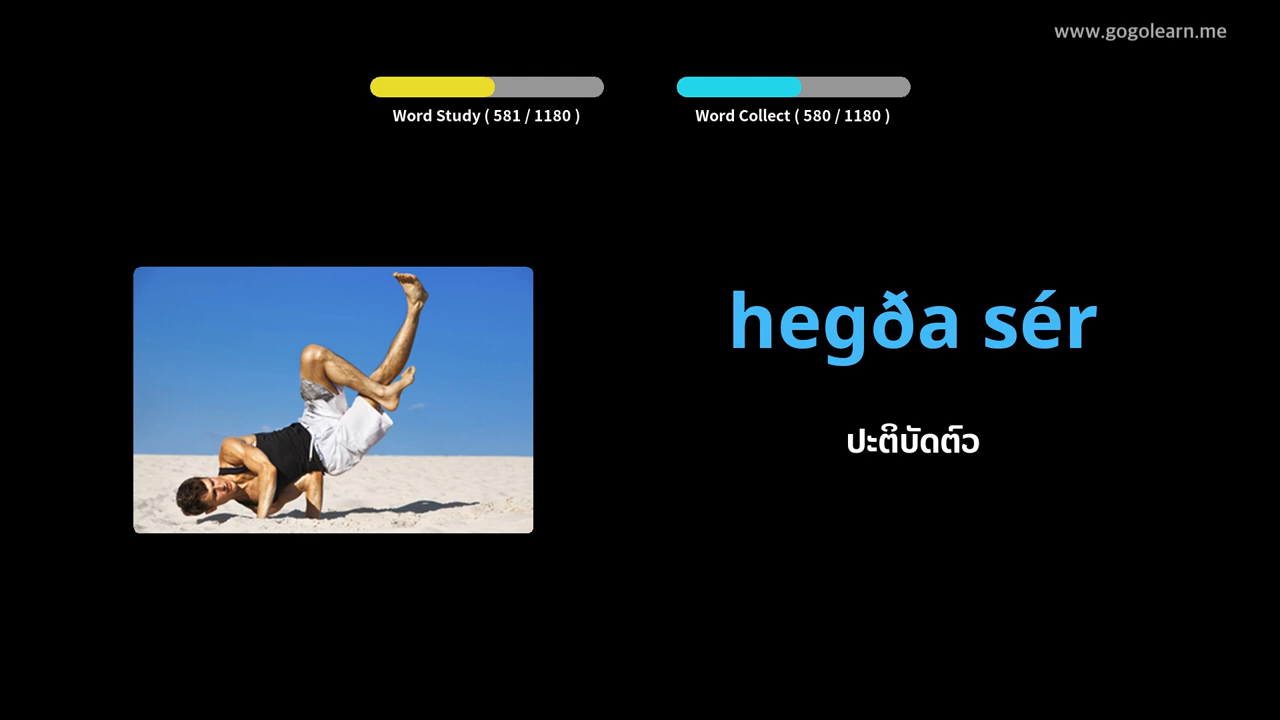 www.gogolearn.me
Word Study ( 581 / 1180 )
Word Collect ( 580 / 1180 )
hegða sér
ປະຕິບັດຕົວ